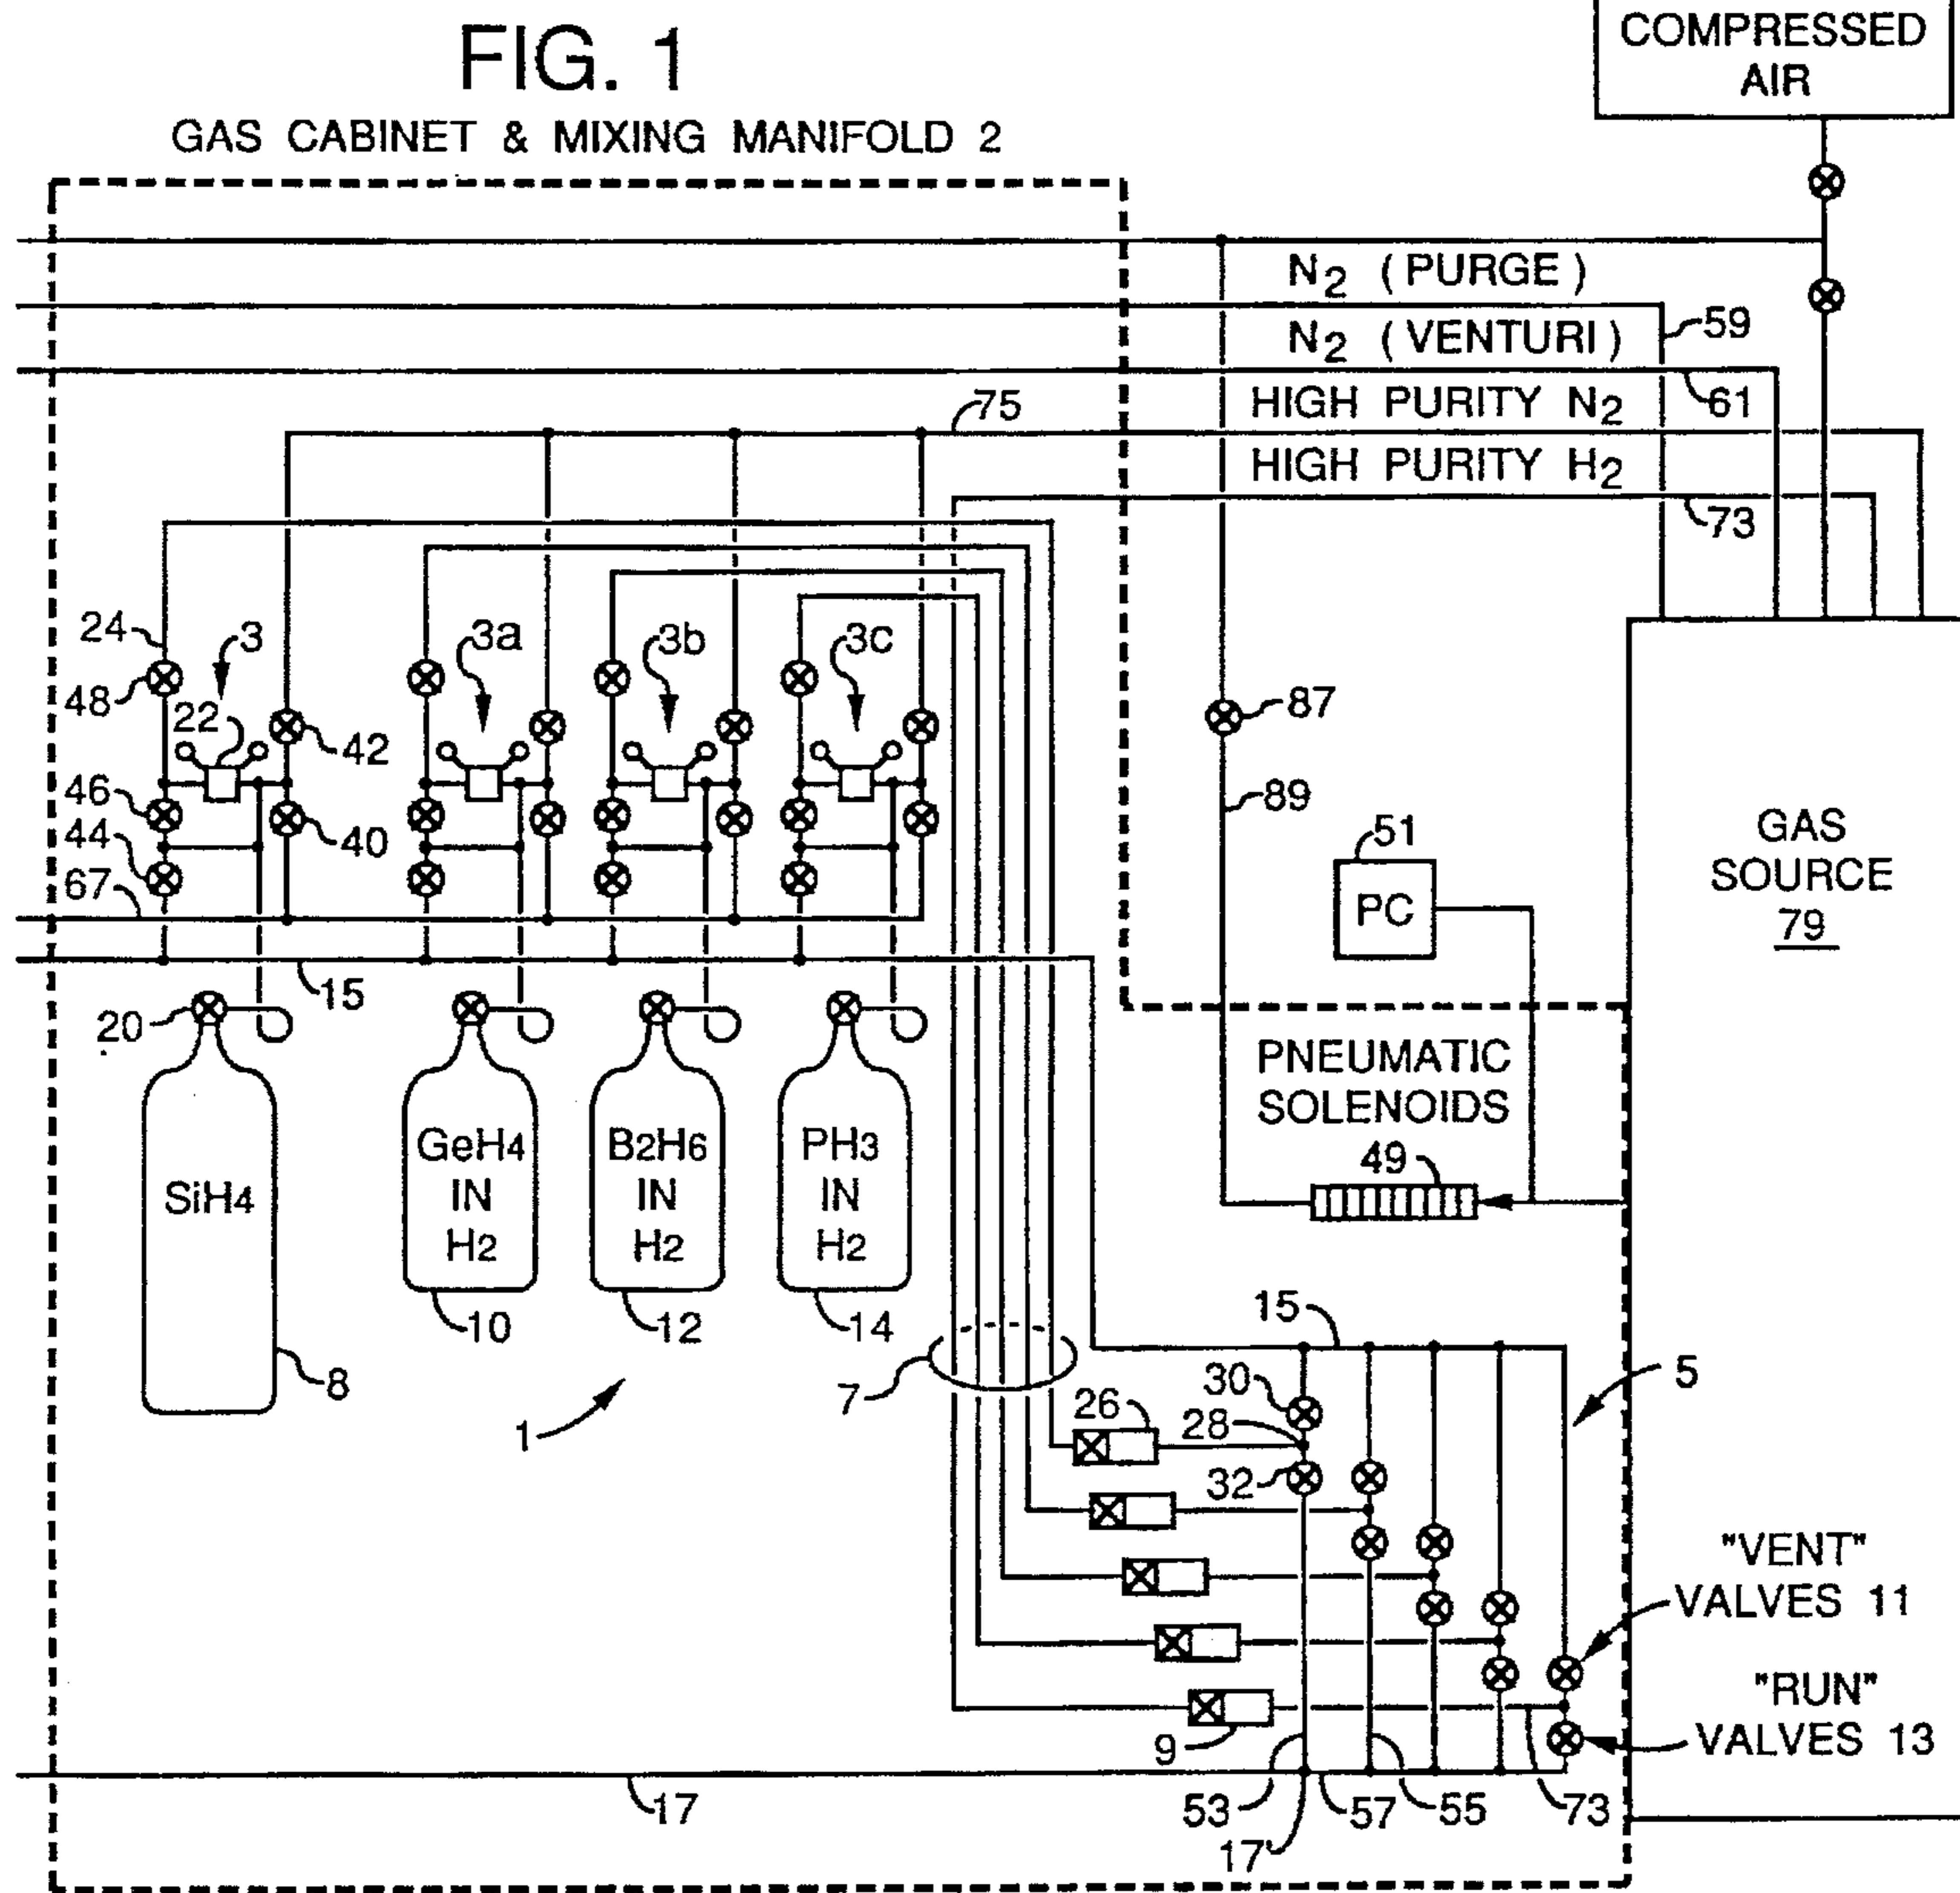 FIG. 1
COMPRESSED
AIR
GAS CABINET & MIXING MANIFOLD 2
N2 (PURGE)
59
N2 (VENTURI)
61
75
HIGH PURITY N2
HIGH PURITY H2
73
24
3
3a
3b
3c
48
22
42
87
46
44
40
89
67
51
PC
GAS
SOURCE
79
15
20
PNEUMATIC
SOLENOIDS
49
SiH4
GeH4
IN
H2
B2H6
IN
H2
PH3
IN
H2
10
12
14
8
1
7
15
5
30
26
28
32
"VENT"
VALVES 11
"RUN"
VALVES 13
9
17
53
57
55
73
17'